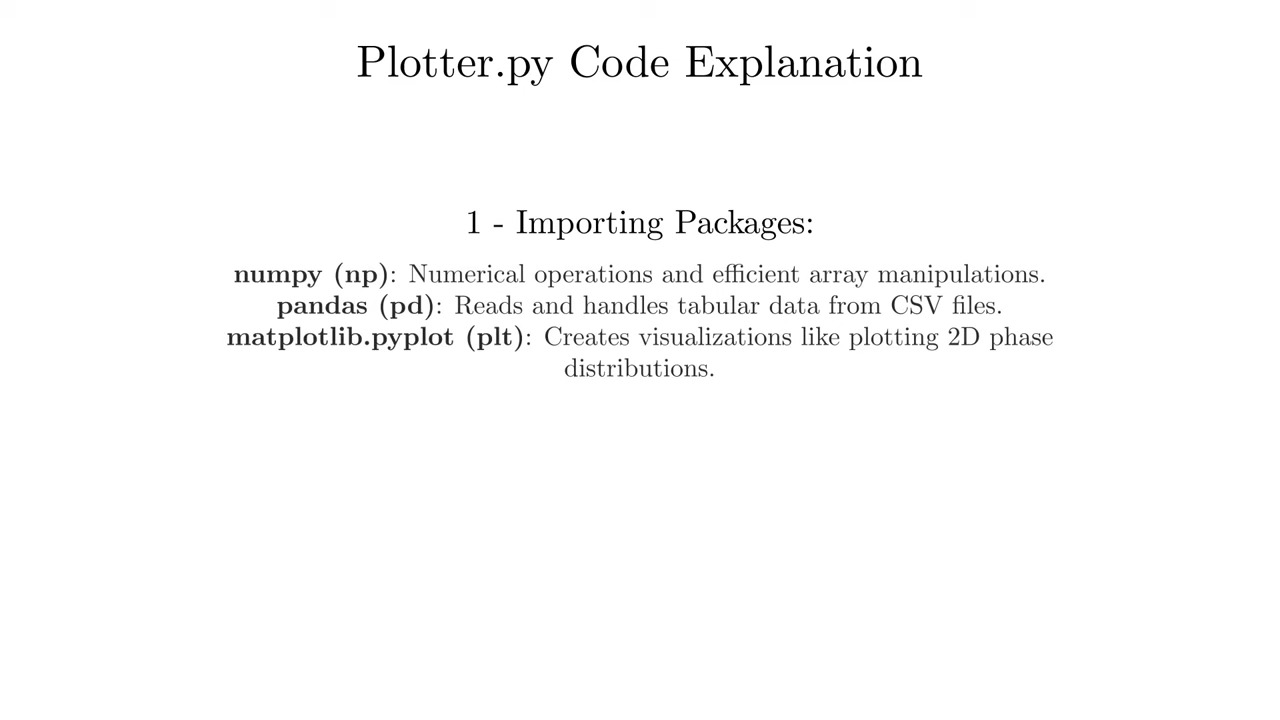 Plotter.py Code Explanation
1 - Importing Packages:
numpy (np): Numerical operations and efficient array manipulations.
pandas (pd): Reads and handles tabular data from CSV files.
matplotlib.pyplot (plt): Creates visualizations like plotting 2D phase
distributions.